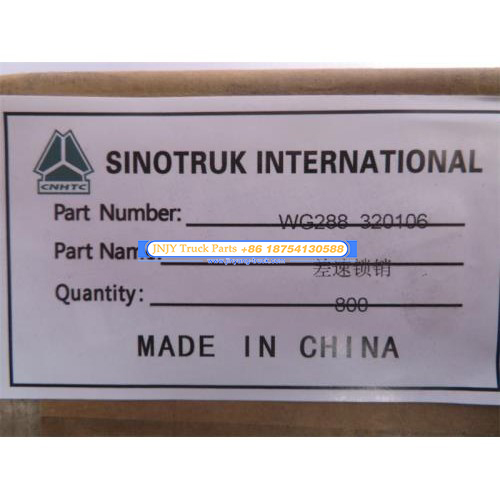 CNHTC
SINOTRUK INTERNATIONAL
Part Number: WG288 320106
JNJY Truck Parts +86 18754130588
Part Name: 差速锁销
Quantity: 800
MADE IN CHINA